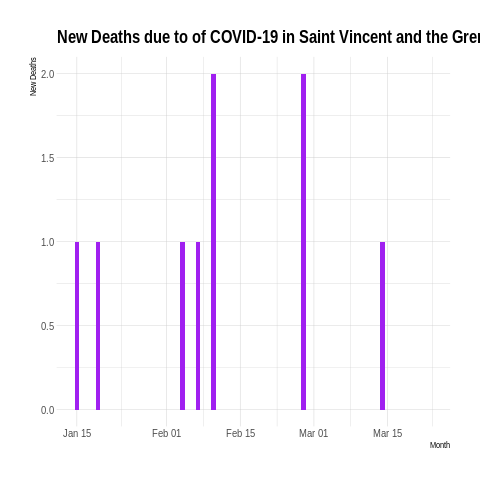 New Deaths due to of COVID-19 in Saint Vincent and the Gren
New Deaths
2.0
1.5
1.0
0.5
0.0
Jan 15 Feb 01 Feb 15 Mar 01 Mar 15
Month